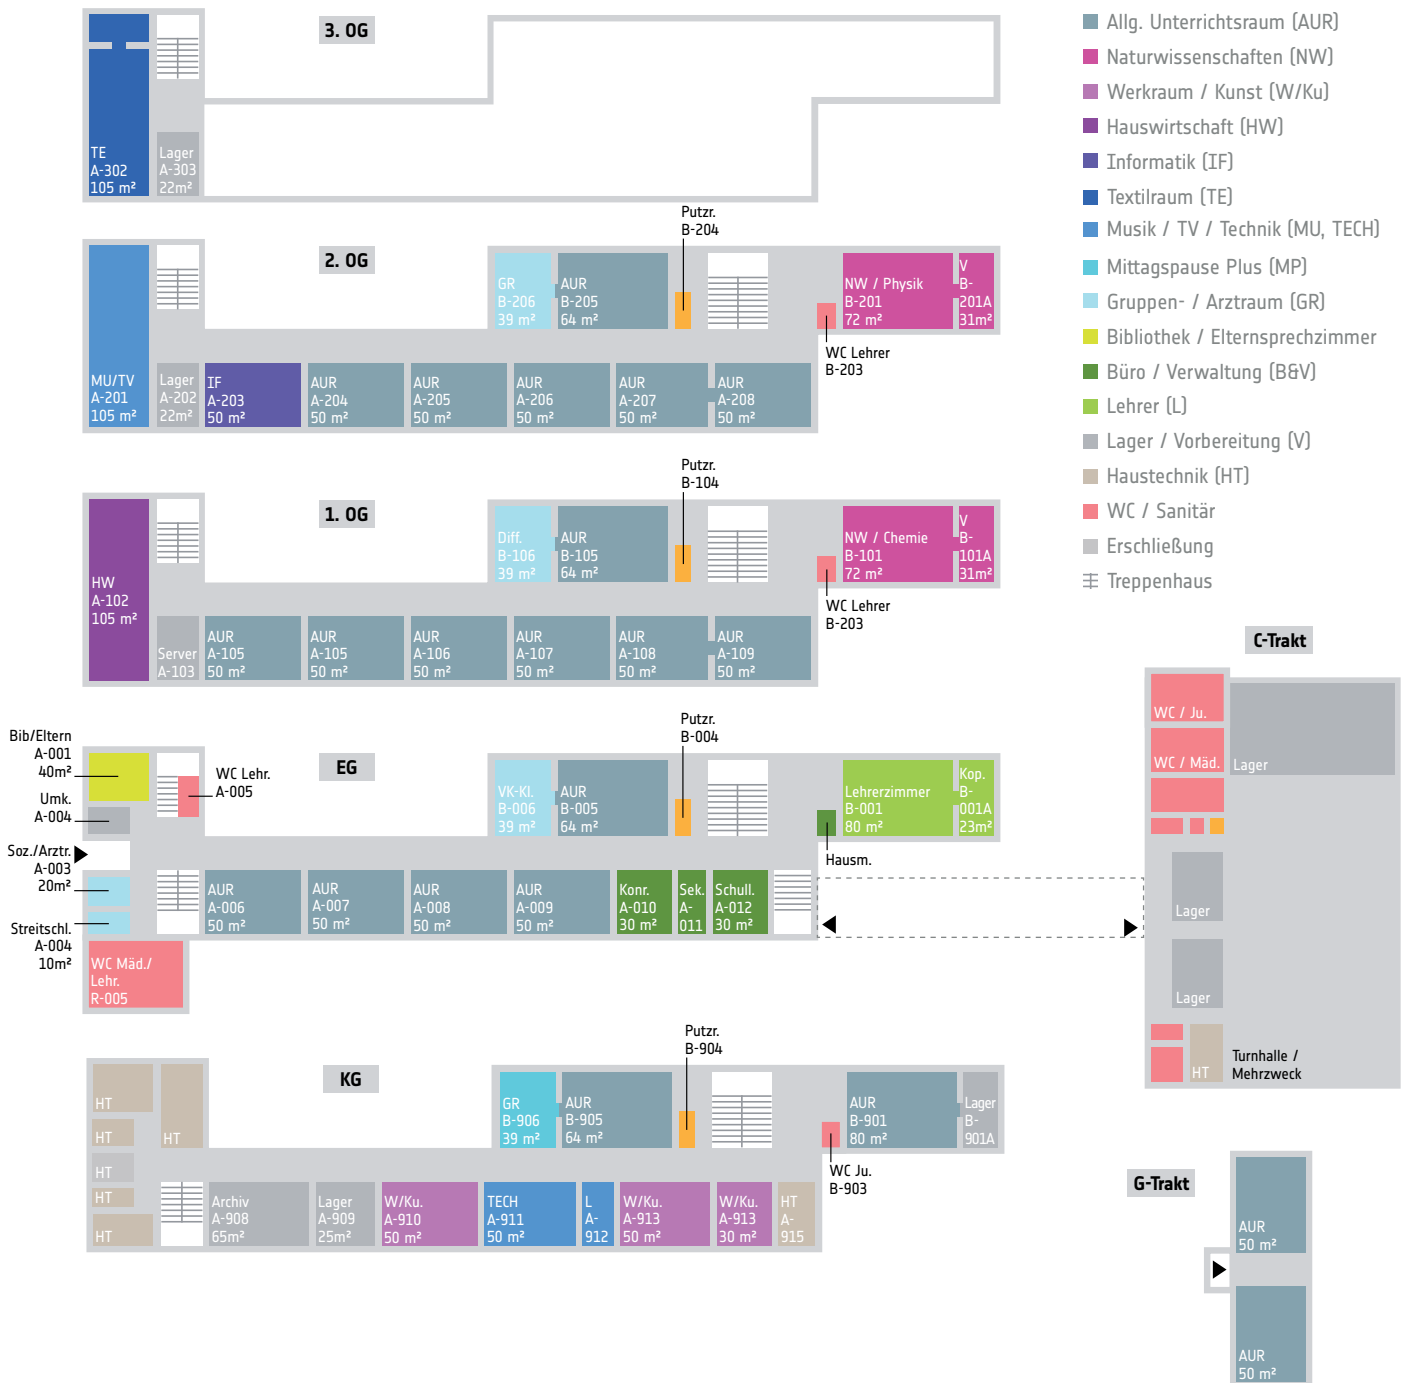 3. OG
TE
A-302
105 m²
Lager
A-303
22m²
Putzr.
B-204
2. OG
GR
B-206
39 m²
AUR
B-205
64 m²
NW / Physik
B-201
72 m²
V
B-
201A
31m²
WC Lehrer
B-203
MU/TV
A-201
105 m²
Lager
A-202
22m²
IF
A-203
50 m²
AUR
A-204
50 m²
AUR
A-205
50 m²
AUR
A-206
50 m²
AUR
A-207
50 m²
AUR
A-208
50 m²
Putzr.
B-104
1. OG
Diff.
B-106
39 m²
AUR
B-105
64 m²
NW / Chemie
B-101
72 m²
V
B-
101A
31m²
WC Lehrer
B-203
HW
A-102
105 m²
Server
A-103
AUR
A-105
50 m²
AUR
A-105
50 m²
AUR
A-106
50 m²
AUR
A-107
50 m²
AUR
A-108
50 m²
AUR
A-109
50 m²
Putzr.
B-004
EG
Bib/Eltern
A-001
40m²
WC Lehr.
A-005
Umk.
A-004
Soz./Arztr.
A-003
20m²
Streitschl.
A-004
10m²
VK-Kl.
B-006
39 m²
AUR
B-005
64 m²
Lehrerzimmer
B-001
80 m²
Kop.
B-
001A
23m²
Hausm.
AUR
A-006
50 m²
AUR
A-007
50 m²
AUR
A-008
50 m²
AUR
A-009
50 m²
Konr.
A-010
30 m²
Sek.
A-
011
Schull.
A-012
30 m²
WC Mäd./
Lehr.
R-005
Putzr.
B-904
KG
HT
HT
HT
HT
HT
HT
GR
B-906
39 m²
AUR
B-905
64 m²
AUR
B-901
80 m²
Lager
B-
901A
WC Ju.
B-903
Archiv
A-908
65m²
Lager
A-909
25m²
W/Ku.
A-910
50 m²
TECH
A-911
50 m²
L
A-
912
W/Ku.
A-913
50 m²
W/Ku.
A-913
30 m²
HT
A-
915
Allg. Unterrichtsraum (AUR)
Naturwissenschaften (NW)
Werkraum / Kunst (W/Ku)
Hauswirtschaft (HW)
Informatik (IF)
Textilraum (TE)
Musik / TV / Technik (MU, TECH)
Mittagspause Plus (MP)
Gruppen- / Arztraum (GR)
Bibliothek / Elternsprechzimmer
Büro / Verwaltung (B&V)
Lehrer (L)
Lager / Vorbereitung (V)
Haustechnik (HT)
WC / Sanitär
Erschließung
Treppenhaus
C-Trakt
WC / Ju.
WC / Mäd.
Lager
Lager
Lager
HT
Turnhalle /
Mehrzweck
G-Trakt
AUR
50 m²
AUR
50 m²